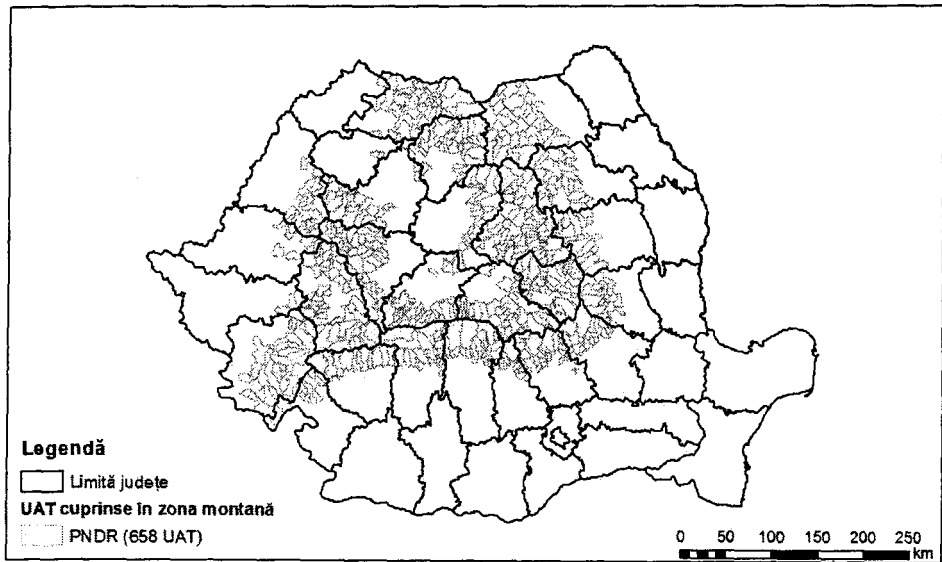 Legendă
Limită județe
UAT cuprinse în zona montană
PNDR (658 UAT)
0 50 100 150 200 250
km